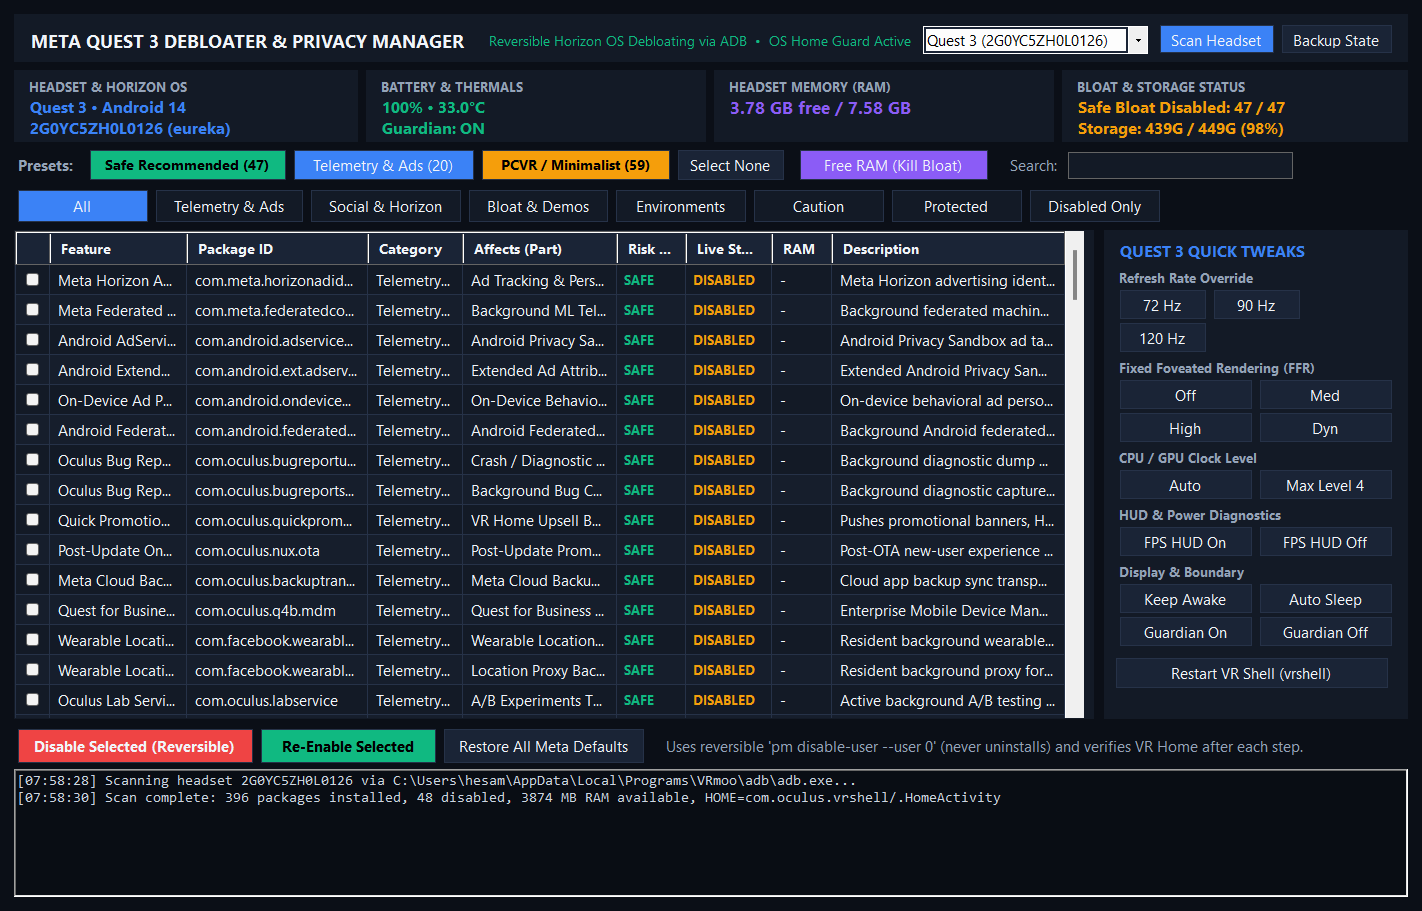 META QUEST 3 DEBLOATER & PRIVACY MANAGER
Reversible Horizon OS Debloating via ADB • OS Home Guard Active
Quest 3 (2G0YC5ZH0L0126)
Scan Headset
Backup State
HEADSET & HORIZON OS
Quest 3 • Android 14
2G0YC5ZH0L0126 (eureka)
BATTERY & THERMALS
100% • 33.0°C
Guardian: ON
HEADSET MEMORY (RAM)
3.78 GB free / 7.58 GB
BLOAT & STORAGE STATUS
Safe Bloat Disabled: 47 / 47
Storage: 439G / 449G (98%)
Presets: Safe Recommended (47) Telemetry & Ads (20) PCVR / Minimalist (59) Select None Free RAM (Kill Bloat) Search:
All Telemetry & Ads Social & Horizon Bloat & Demos Environments Caution Protected Disabled Only
Feature Package ID Category Affects (Part) Risk ... Live St... RAM Description
Meta Horizon A... com.meta.horizonadid... Telemetry... Ad Tracking & Pers... SAFE DISABLED - Meta Horizon advertising ident...
Meta Federated ... com.meta.federatedco... Telemetry... Background ML Tel... SAFE DISABLED - Background federated machin...
Android AdServi... com.android.adservice... Telemetry... Android Privacy Sa... SAFE DISABLED - Android Privacy Sandbox ad ta...
Android Extend... com.android.ext.adserv... Telemetry... Extended Ad Attrib... SAFE DISABLED - Extended Android Privacy San...
On-Device Ad P... com.android.ondevice... Telemetry... On-Device Behavio... SAFE DISABLED - On-device behavioral ad perso...
Android Federat... com.android.federated... Telemetry... Android Federated... SAFE DISABLED - Background Android federated...
Oculus Bug Rep... com.oculus.bugreportu... Telemetry... Crash / Diagnostic ... SAFE DISABLED - Background diagnostic dump ...
Oculus Bug Rep... com.oculus.bugreports... Telemetry... Background Bug C... SAFE DISABLED - Background diagnostic capture...
Quick Promotio... com.oculus.quickprom... Telemetry... VR Home Upsell B... SAFE DISABLED - Pushes promotional banners, H...
Post-Update On... com.oculus.nux.ota Telemetry... Post-Update Prom... SAFE DISABLED - Post-OTA new-user experience ...
Meta Cloud Bac... com.oculus.backuptran... Telemetry... Meta Cloud Backu... SAFE DISABLED - Cloud app backup sync transp...
Quest for Busine... com.oculus.q4b.mdm Telemetry... Quest for Business ... SAFE DISABLED - Enterprise Mobile Device Man...
Wearable Locati... com.facebook.wearabl... Telemetry... Wearable Location... SAFE DISABLED - Resident background wearable...
Wearable Locati... com.facebook.wearabl... Telemetry... Location Proxy Bac... SAFE DISABLED - Resident background proxy for...
Oculus Lab Servi... com.oculus.labservice Telemetry... A/B Experiments T... SAFE DISABLED - Active background A/B testing ...
QUEST 3 QUICK TWEAKS
Refresh Rate Override
72 Hz 90 Hz
120 Hz
Fixed Foveated Rendering (FFR)
Off Med
High Dyn
CPU / GPU Clock Level
Auto Max Level 4
HUD & Power Diagnostics
FPS HUD On FPS HUD Off
Display & Boundary
Keep Awake Auto Sleep
Guardian On Guardian Off
Restart VR Shell (vrshell)
Disable Selected (Reversible) Re-Enable Selected Restore All Meta Defaults Uses reversible 'pm disable-user --user 0' (never uninstalls) and verifies VR Home after each step.
[07:58:28] Scanning headset 2G0YC5ZH0L0126 via C:\Users\hesam\AppData\Local\Programs\VRmoo\adb\adb.exe...
[07:58:30] Scan complete: 396 packages installed, 48 disabled, 3874 MB RAM available, HOME=com.oculus.vrshell/.HomeActivity